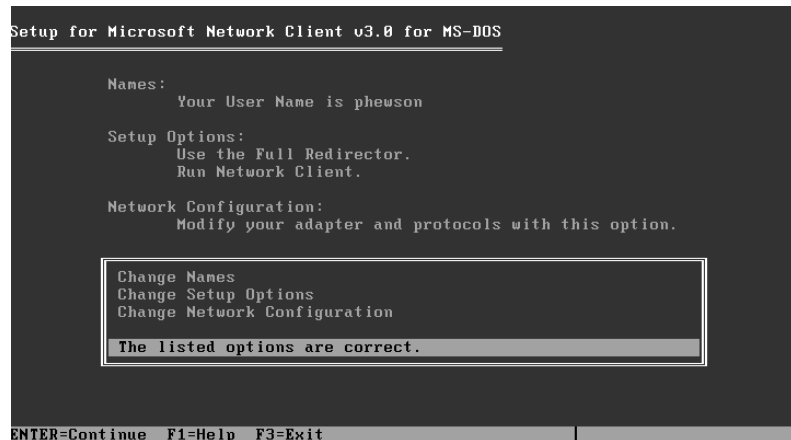 Setup for Microsoft Network Client v3.0 for MS-DOS
Names:
Your User Name is phewson
Setup Options:
Use the Full Redirector.
Run Network Client.
Network Configuration:
Modify your adapter and protocols with this option.
Change Names
Change Setup Options
Change Network Configuration
The listed options are correct.
ENTER=Continue F1=Help F3=Exit